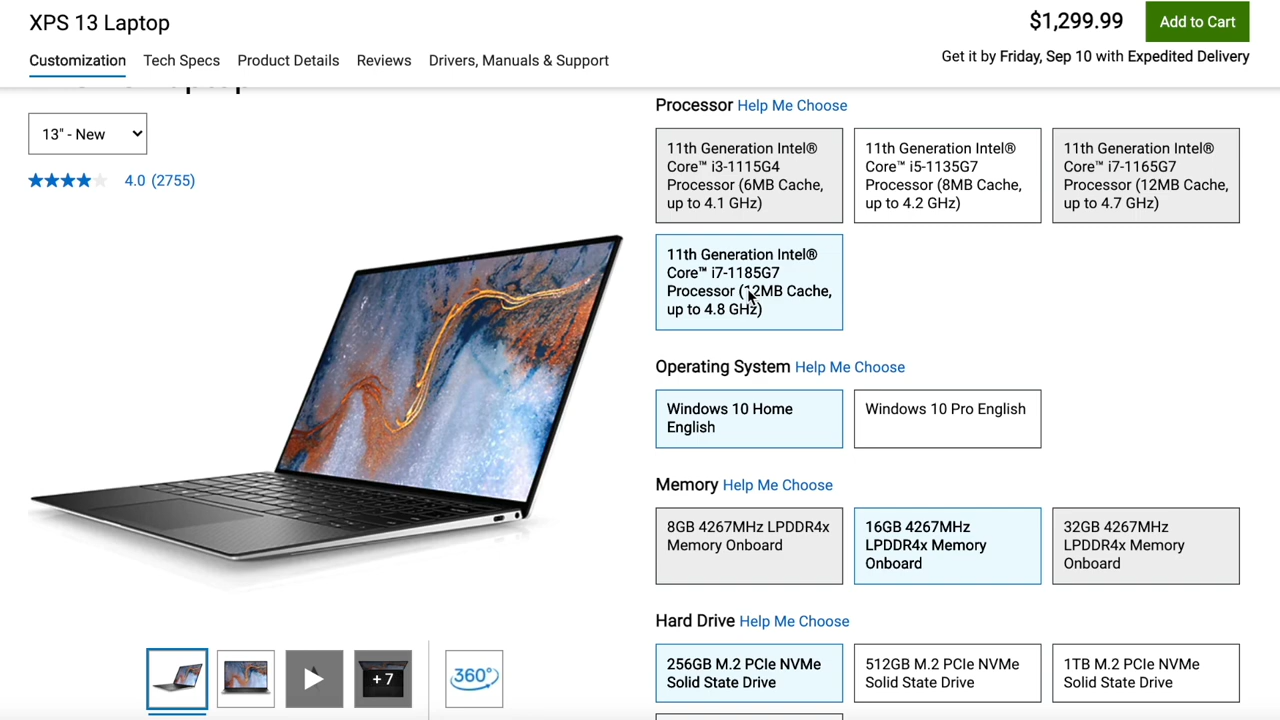 XPS 13 Laptop
$1,299.99
Add to Cart
Customization
Tech Specs
Product Details
Reviews
Drivers, Manuals & Support
Get it by Friday, Sep 10 with Expedited Delivery
13" - New
4.0 (2755)
+ 7
360°
Processor Help Me Choose
11th Generation Intel®
Core™ i3-1115G4
Processor (6MB Cache,
up to 4.1 GHz)
11th Generation Intel®
Core™ i5-1135G7
Processor (8MB Cache,
up to 4.2 GHz)
11th Generation Intel®
Core™ i7-1165G7
Processor (12MB Cache,
up to 4.7 GHz)
11th Generation Intel®
Core™ i7-1185G7
Processor (12MB Cache,
up to 4.8 GHz)
Operating System Help Me Choose
Windows 10 Home
English
Windows 10 Pro English
Memory Help Me Choose
8GB 4267MHz LPDDR4x
Memory Onboard
16GB 4267MHz
LPDDR4x Memory
Onboard
32GB 4267MHz
LPDDR4x Memory
Onboard
Hard Drive Help Me Choose
256GB M.2 PCIe NVMe
Solid State Drive
512GB M.2 PCIe NVMe
Solid State Drive
1TB M.2 PCIe NVMe
Solid State Drive